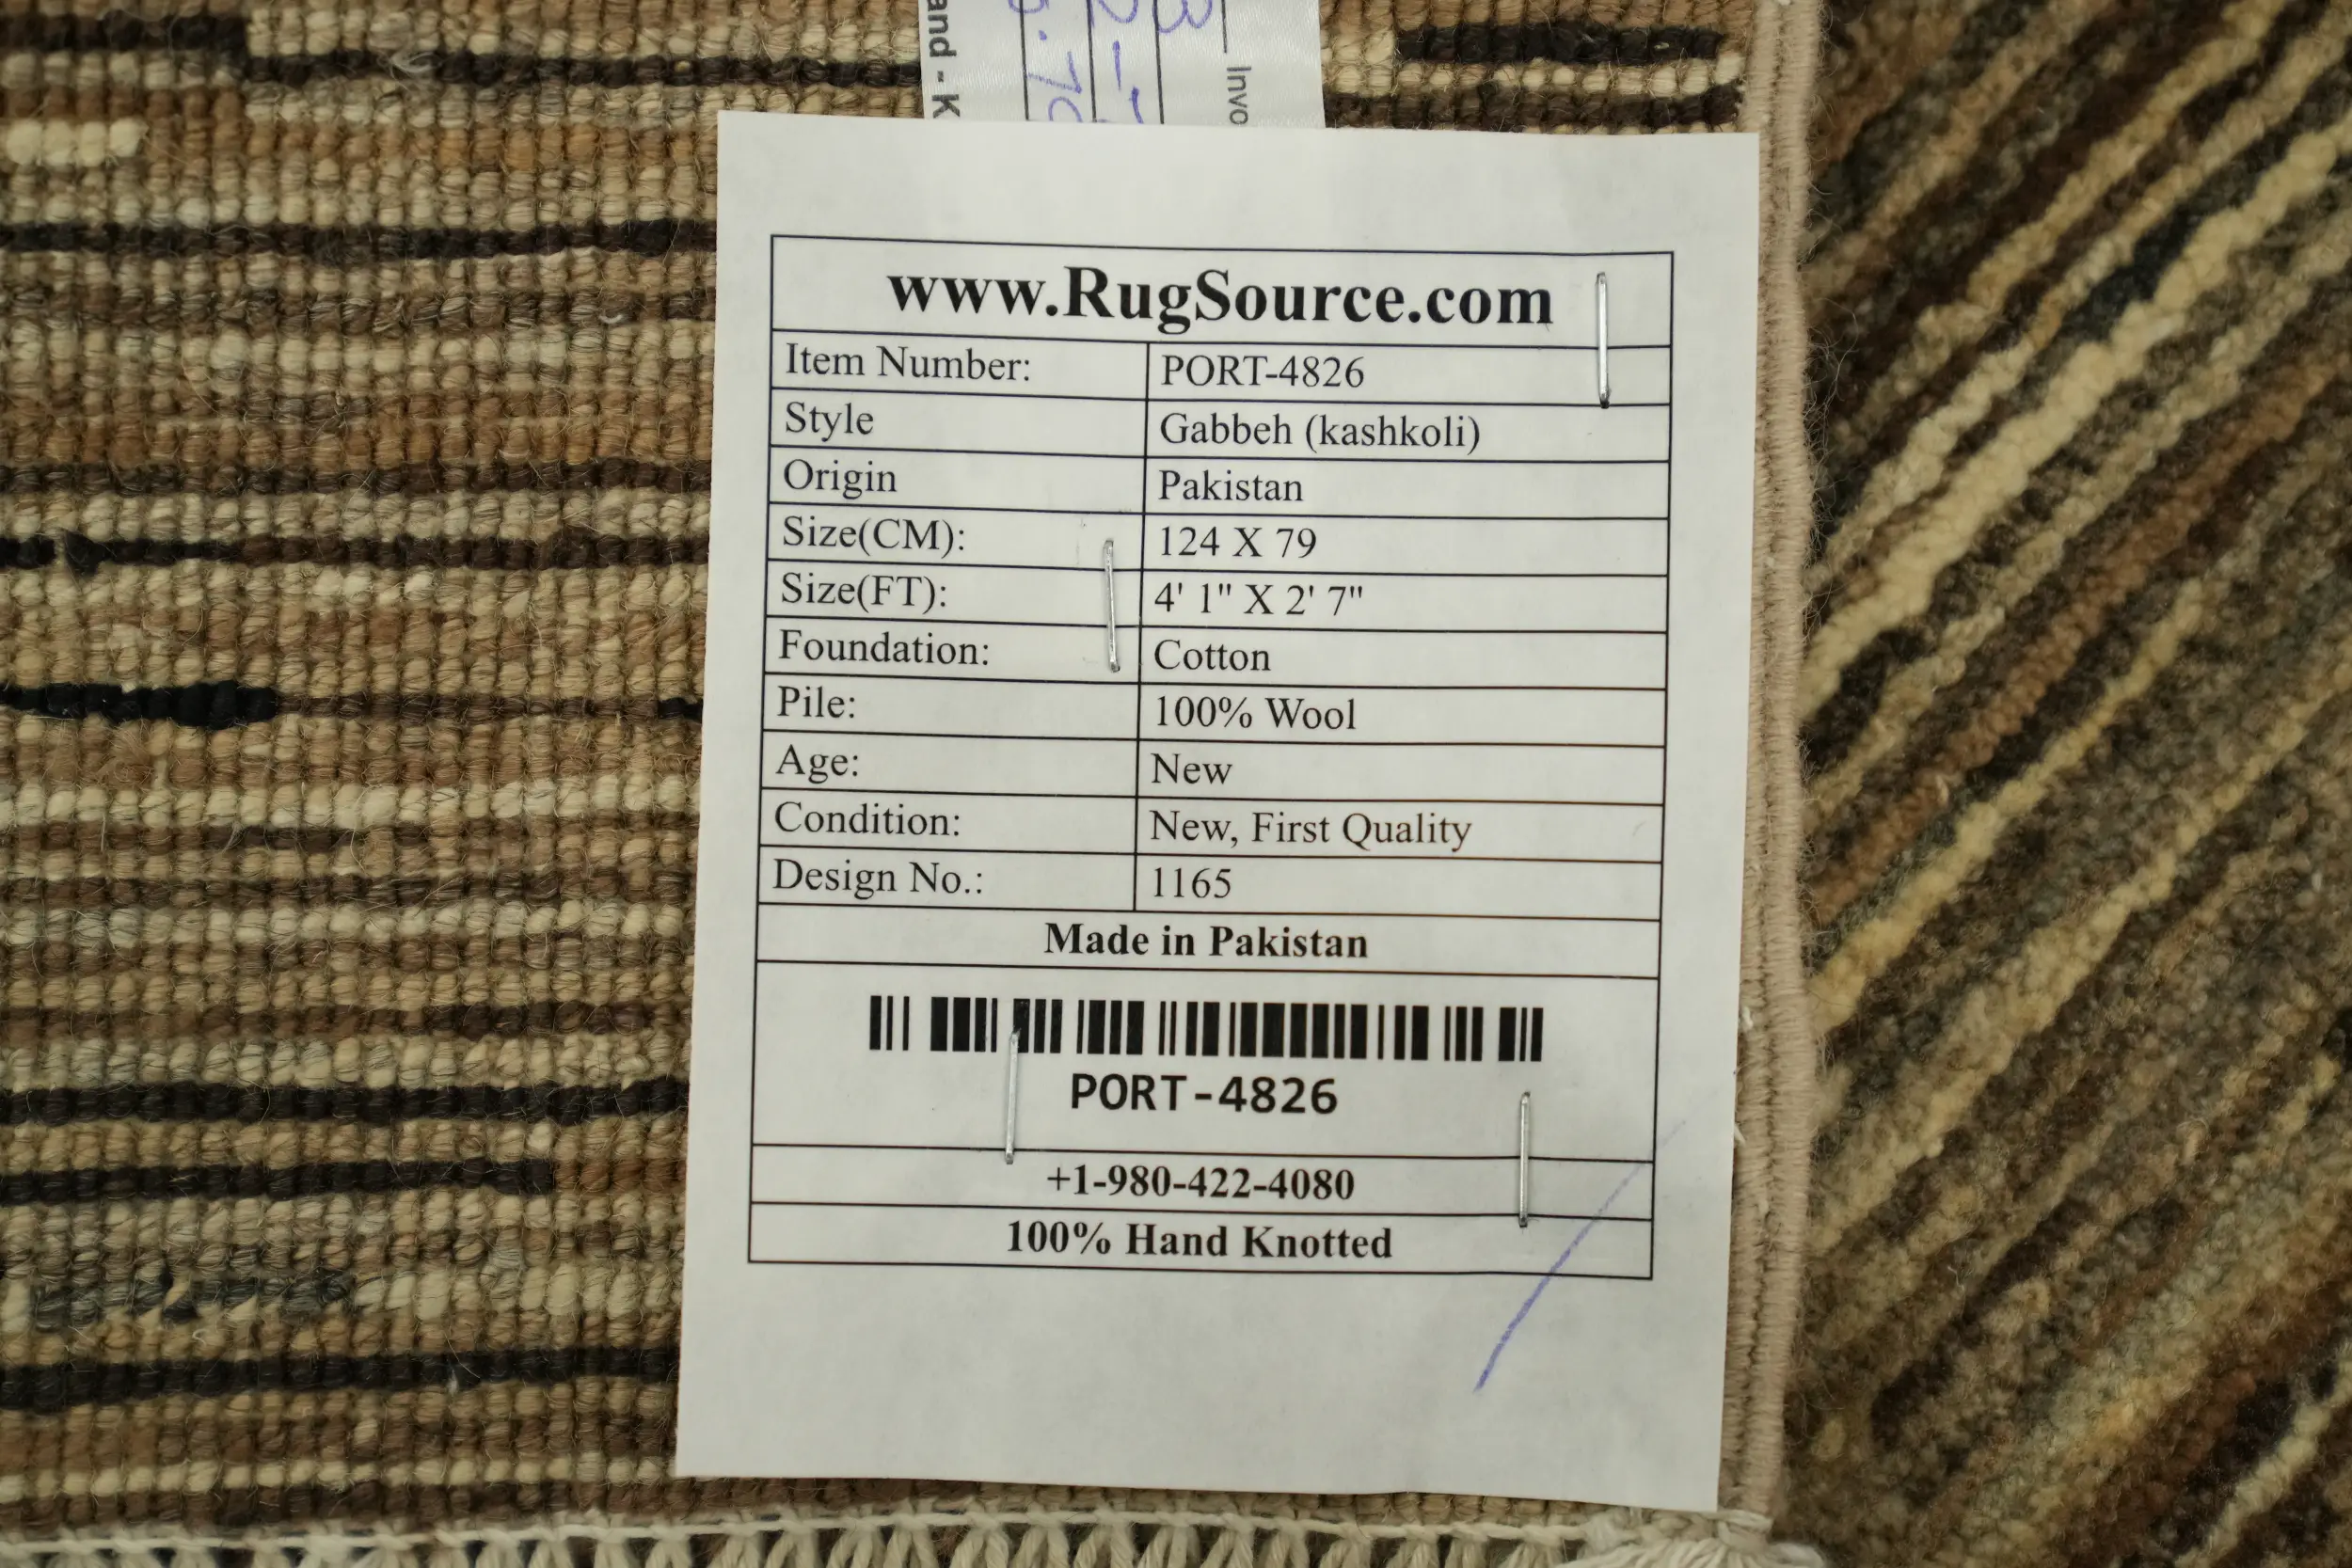 and - K
Invo
www.RugSource.com
Item Number: PORT-4826
Style Gabbeh (kashkoli)
Origin Pakistan
Size(CM): 124 X 79
Size(FT): 4' 1" X 2' 7"
Foundation: Cotton
Pile: 100% Wool
Age: New
Condition: New, First Quality
Design No.: 1165
Made in Pakistan
PORT-4826
+1-980-422-4080
100% Hand Knotted